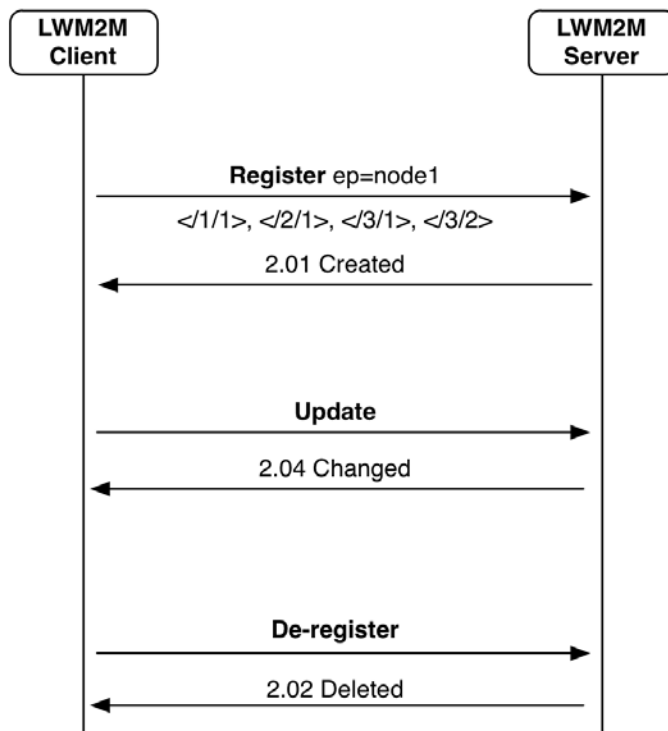 LWM2M
Client
LWM2M
Server
Register ep=node1
</1/1>, </2/1>, </3/1>, </3/2>
2.01 Created
Update
2.04 Changed
De-register
2.02 Deleted